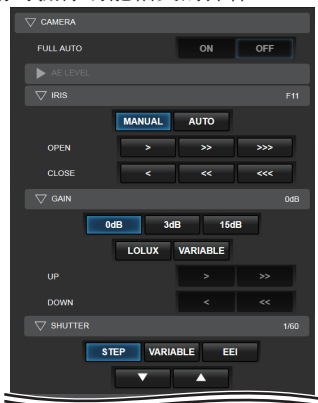 CAMERA
FULL AUTO ON OFF
AE LEVEL
IRIS F11
MANUAL AUTO
OPEN > >> >>>
CLOSE < << <<<
GAIN 0dB
0dB 3dB 15dB
LOLUX VARIABLE
UP > >>
DOWN < <<
SHUTTER 1/60
STEP VARIABLE EEI